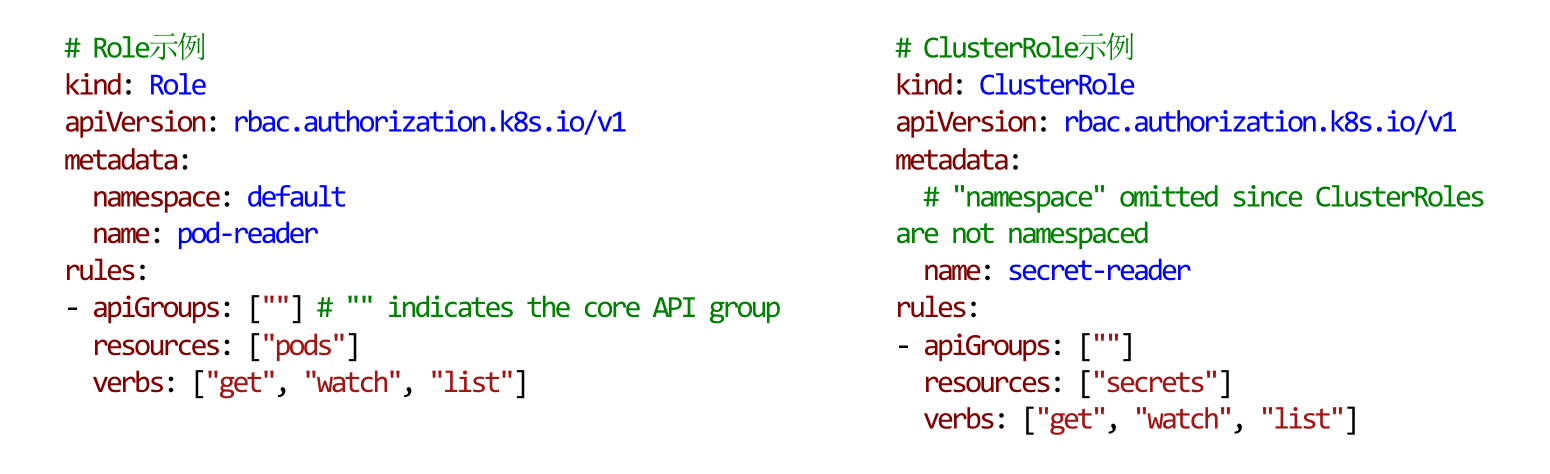 # Role示例
kind: Role
apiVersion: rbac.authorization.k8s.io/v1
metadata:
  namespace: default
  name: pod-reader
rules:
- apiGroups: [""] # "" indicates the core API group
  resources: ["pods"]
  verbs: ["get", "watch", "list"]
# ClusterRole示例
kind: ClusterRole
apiVersion: rbac.authorization.k8s.io/v1
metadata:
  # "namespace" omitted since ClusterRoles
are not namespaced
  name: secret-reader
rules:
- apiGroups: [""]
  resources: ["secrets"]
  verbs: ["get", "watch", "list"]